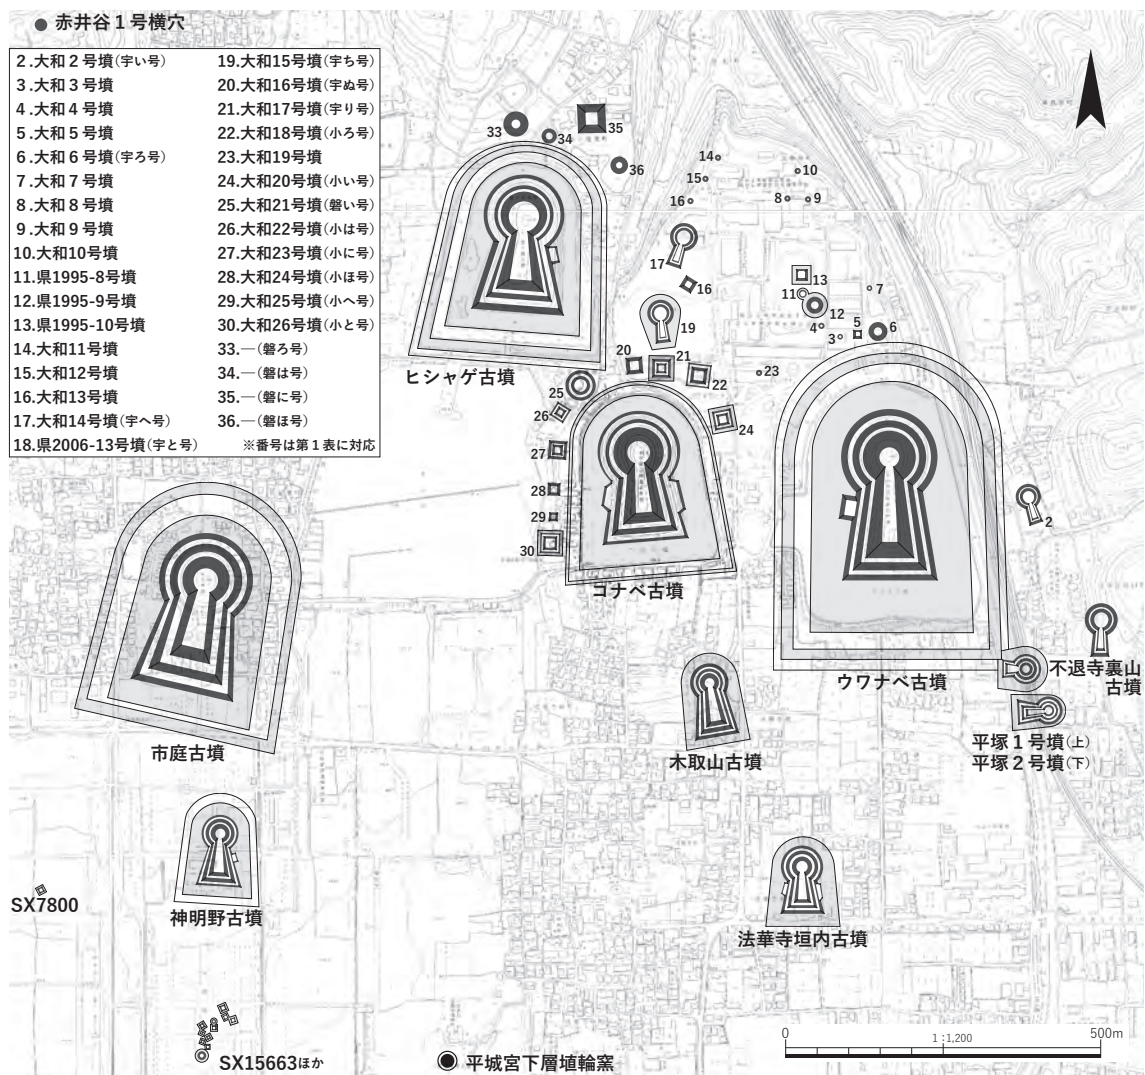 赤井谷1号横穴
2.大和2号墳(宇い号)
3.大和3号墳
4.大和4号墳
5.大和5号墳
6.大和6号墳(宇ろ号)
7.大和7号墳
8.大和8号墳
9.大和9号墳
10.大和10号墳
11.県1995-8号墳
12.県1995-9号墳
13.県1995-10号墳
14.大和11号墳
15.大和12号墳
16.大和13号墳
17.大和14号墳(宇へ号)
18.県2006-13号墳(宇と号)
19.大和15号墳(宇ち号)
20.大和16号墳(宇ぬ号)
21.大和17号墳(宇り号)
22.大和18号墳(小ろ号)
23.大和19号墳
24.大和20号墳(小い号)
25.大和21号墳(磐い号)
26.大和22号墳(小は号)
27.大和23号墳(小に号)
28.大和24号墳(小ほ号)
29.大和25号墳(小へ号)
30.大和26号墳(小と号)
33.―(磐ろ号)
34.―(磐は号)
35.―(磐に号)
36.―(磐ほ号)
※番号は第1表に対応
33
34
35
36
14
15
16
10
8
9
17
16
13
11
12
7
4
3
5
6
19
20
21
22
23
24
25
26
27
28
29
30
2
ヒシャゲ古墳
コナベ古墳
ウワナベ古墳
不退寺裏山
古墳
平塚1号墳(上)
平塚2号墳(下)
市庭古墳
木取山古墳
神明野古墳
法華寺垣内古墳
SX7800
SX15663ほか
平城宮下層埴輪窯
0
1:1,200
500m